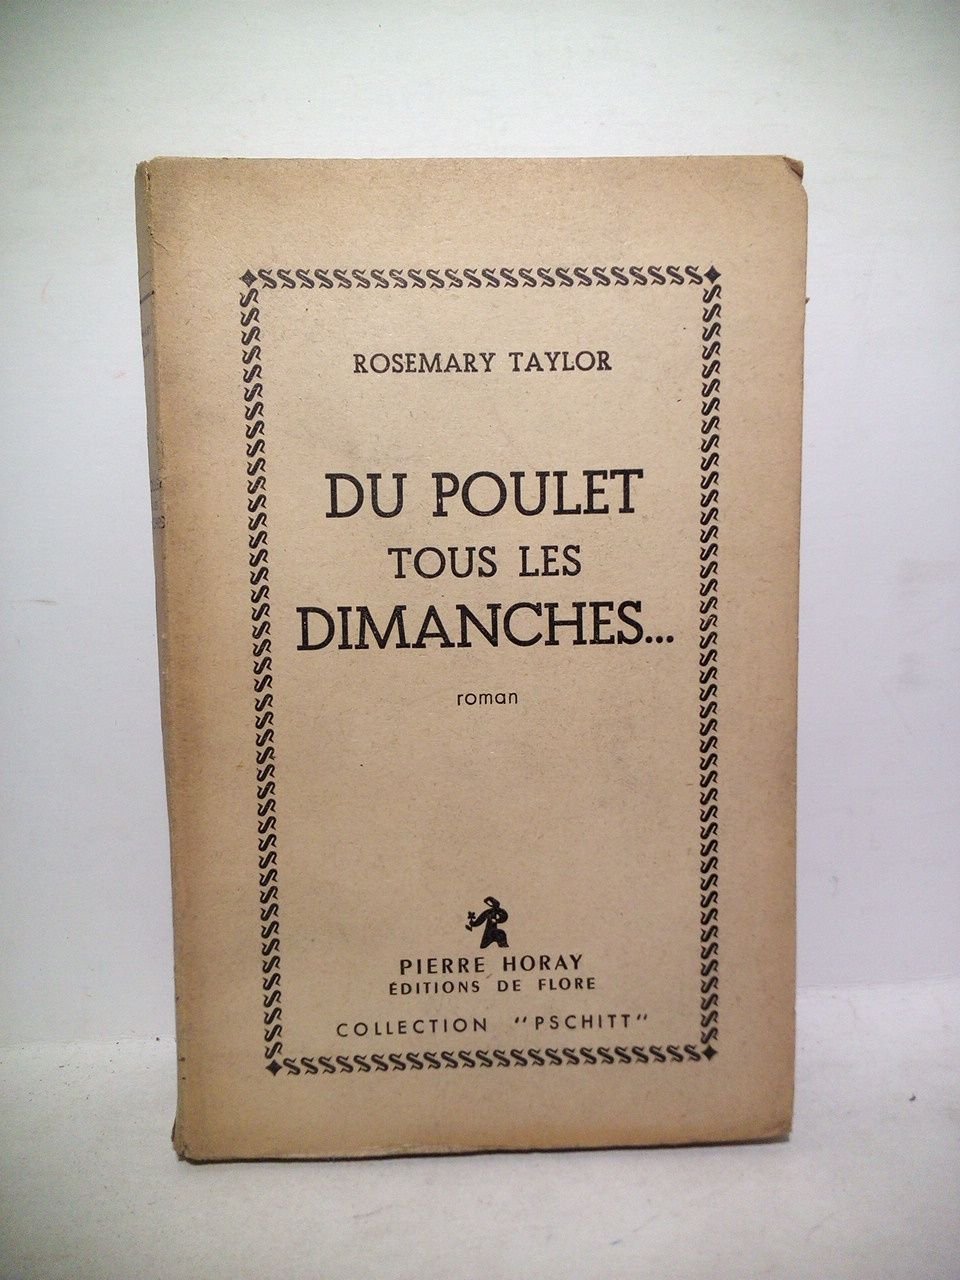 ROSEMARY TAYLOR
DU POULET
TOUS LES
DIMANCHES...
roman
PIERRE HORAY
ÉDITIONS DE FLORE
COLLECTION "PSCHITT"